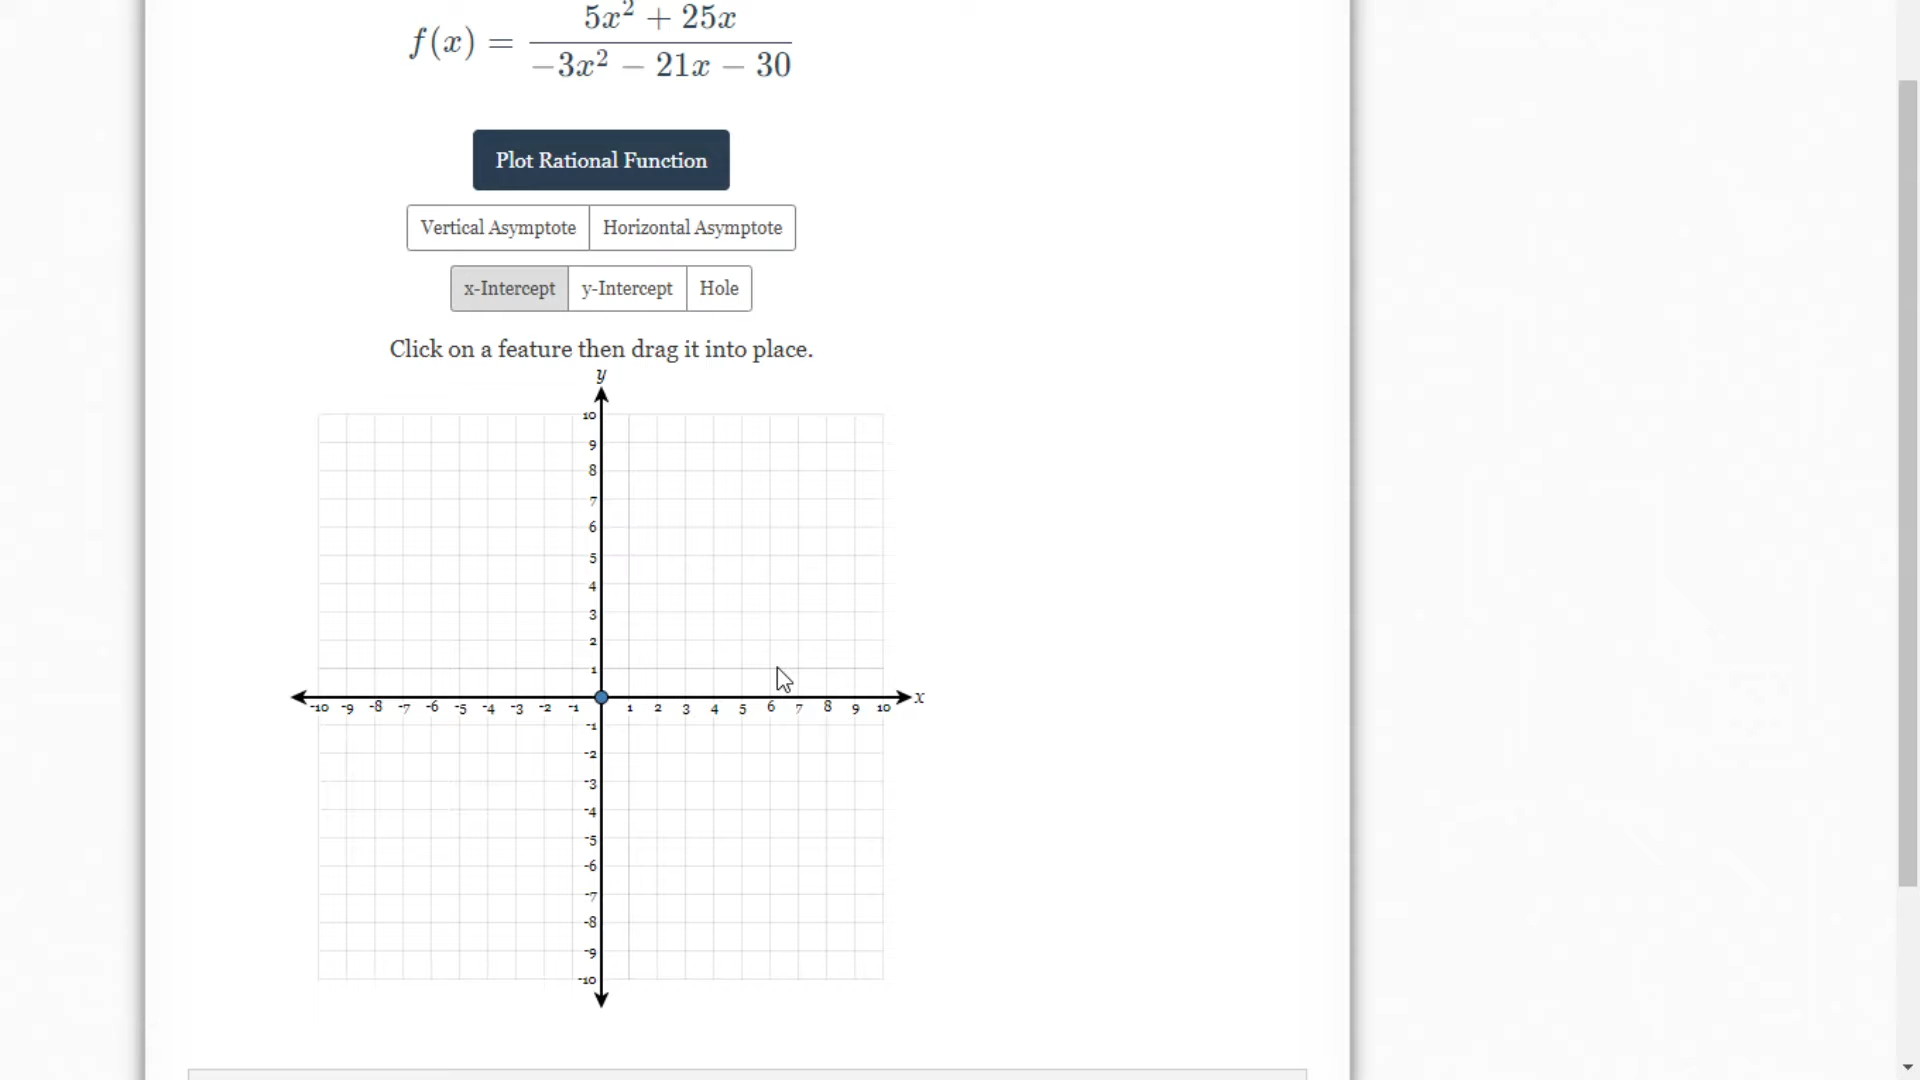 f(x) = \frac{5x^2 + 25x}{-3x^2 - 21x - 30}
Plot Rational Function
Vertical Asymptote Horizontal Asymptote
x-Intercept y-Intercept Hole
Click on a feature then drag it into place.
y
10
9
8
7
6
5
4
3
2
1
x
-10 -9 -8 -7 -6 -5 -4 -3 -2 -1 1 2 3 4 5 6 7 8 9 10
-1
-2
-3
-4
-5
-6
-7
-8
-9
-10